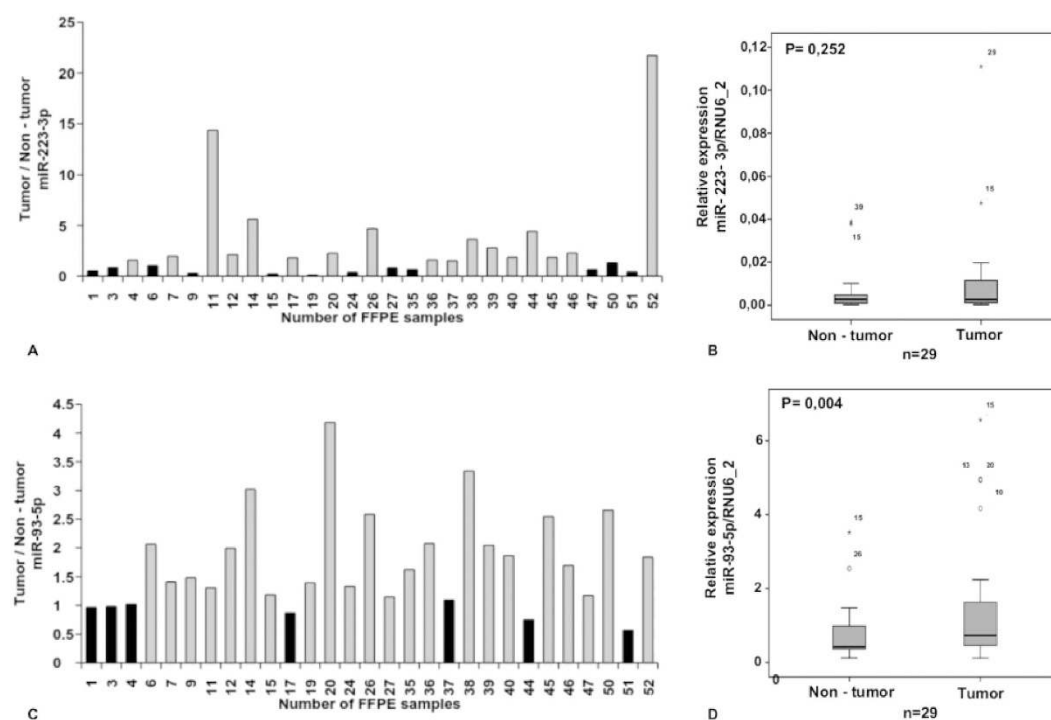 25
20
15
10
5
0
Tumor / Non - tumor
miR-223-3p
1 3 4 6 7 9 11 12 14 15 17 19 20 24 26 27 35 36 37 38 39 40 44 45 46 47 50 51 52
Number of FFPE samples
A
P= 0,252
0,12
0,10
0,08
0,06
0,04
0,02
0,00
Relative expression
miR- 223- 3p/RNU6_2
29
15
39
15
Non - tumor Tumor
n=29
B
4.5
4
3.5
3
2.5
2
1.5
1
0.5
0
Tumor / Non - tumor
miR-93-5p
1 3 4 6 7 9 11 12 14 15 17 19 20 24 26 27 35 36 37 38 39 40 44 45 46 47 50 51 52
Number of FFPE samples
C
P= 0,004
6
4
2
0
0
Relative expression
miR-93-5p/RNU6_2
15
26
15
13 20
10
Non - tumor Tumor
n=29
D